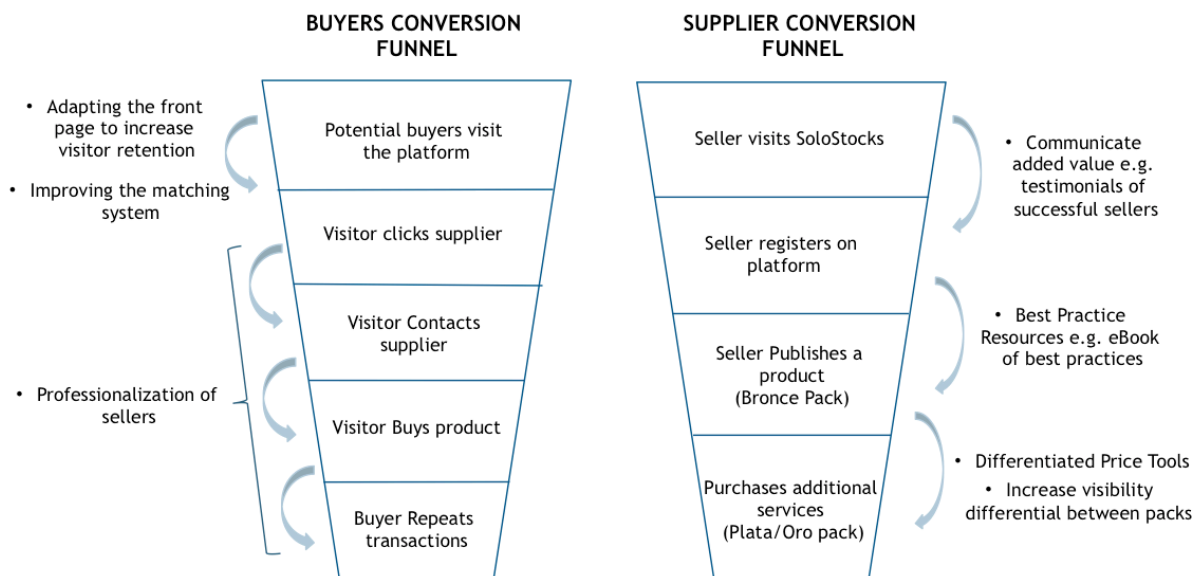 BUYERS CONVERSION
FUNNEL
• Adapting the front
page to increase
visitor retention
• Improving the matching
system
• Professionalization of
sellers
Potential buyers visit
the platform
Visitor clicks supplier
Visitor Contacts
supplier
Visitor Buys product
Buyer Repeats
transactions
SUPPLIER CONVERSION
FUNNEL
Seller visits SoloStocks
Seller registers on
platform
Seller Publishes a
product
(Bronce Pack)
Purchases additional
services
(Plata/Oro pack)
• Communicate
added value e.g.
testimonials of
successful sellers
• Best Practice
Resources e.g. eBook
of best practices
• Differentiated Price Tools
• Increase visibility
differential between packs